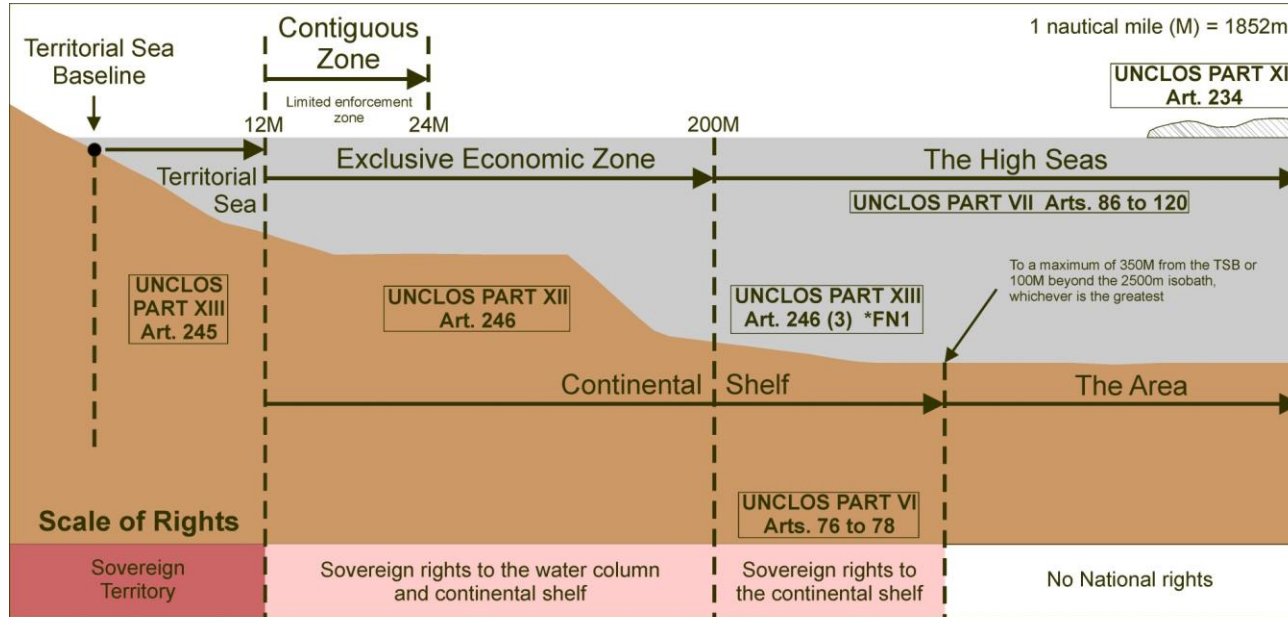 Territorial Sea
Baseline
Contiguous
Zone
Limited enforcement
zone
1 nautical mile (M) = 1852m
UNCLOS PART XI
Art. 234
12M
24M
200M
Territorial
Sea
Exclusive Economic Zone
The High Seas
UNCLOS PART VII Arts. 86 to 120
UNCLOS
PART XIII
Art. 245
UNCLOS PART XII
Art. 246
UNCLOS PART XIII
Art. 246 (3) *FN1
To a maximum of 350M from the TSB or
100M beyond the 2500m isobath,
whichever is the greatest
Continental Shelf
The Area
UNCLOS PART VI
Arts. 76 to 78
Scale of Rights
Sovereign
Territory
Sovereign rights to the water column
and continental shelf
Sovereign rights to
the continental shelf
No National rights